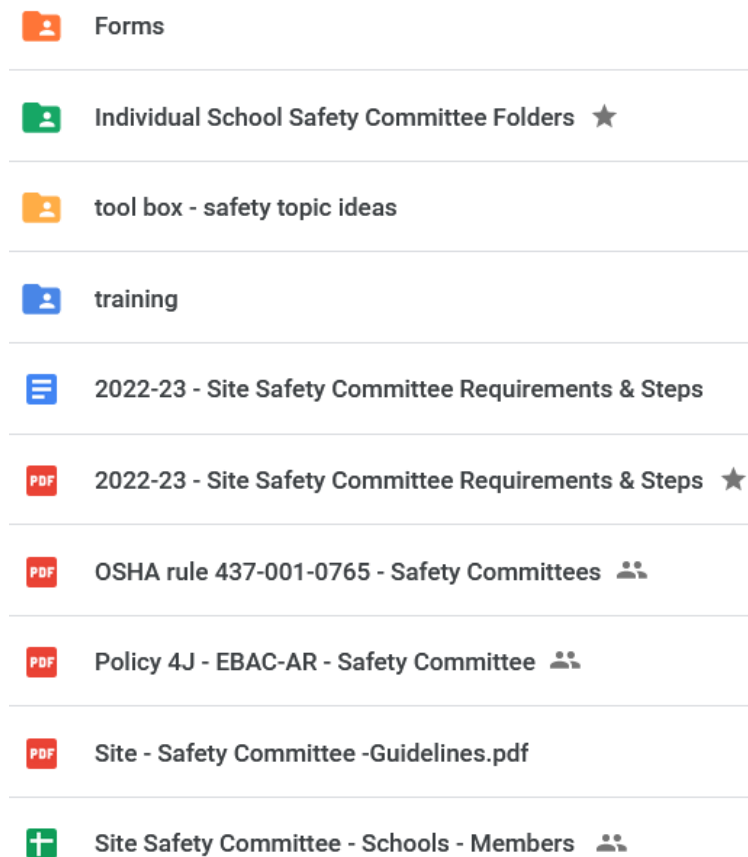 Forms
Individual School Safety Committee Folders
tool box - safety topic ideas
training
2022-23 - Site Safety Committee Requirements & Steps
PDF 2022-23 - Site Safety Committee Requirements & Steps
PDF OSHA rule 437-001-0765 - Safety Committees
PDF Policy 4J - EBAC-AR - Safety Committee
PDF Site - Safety Committee -Guidelines.pdf
Site Safety Committee - Schools - Members